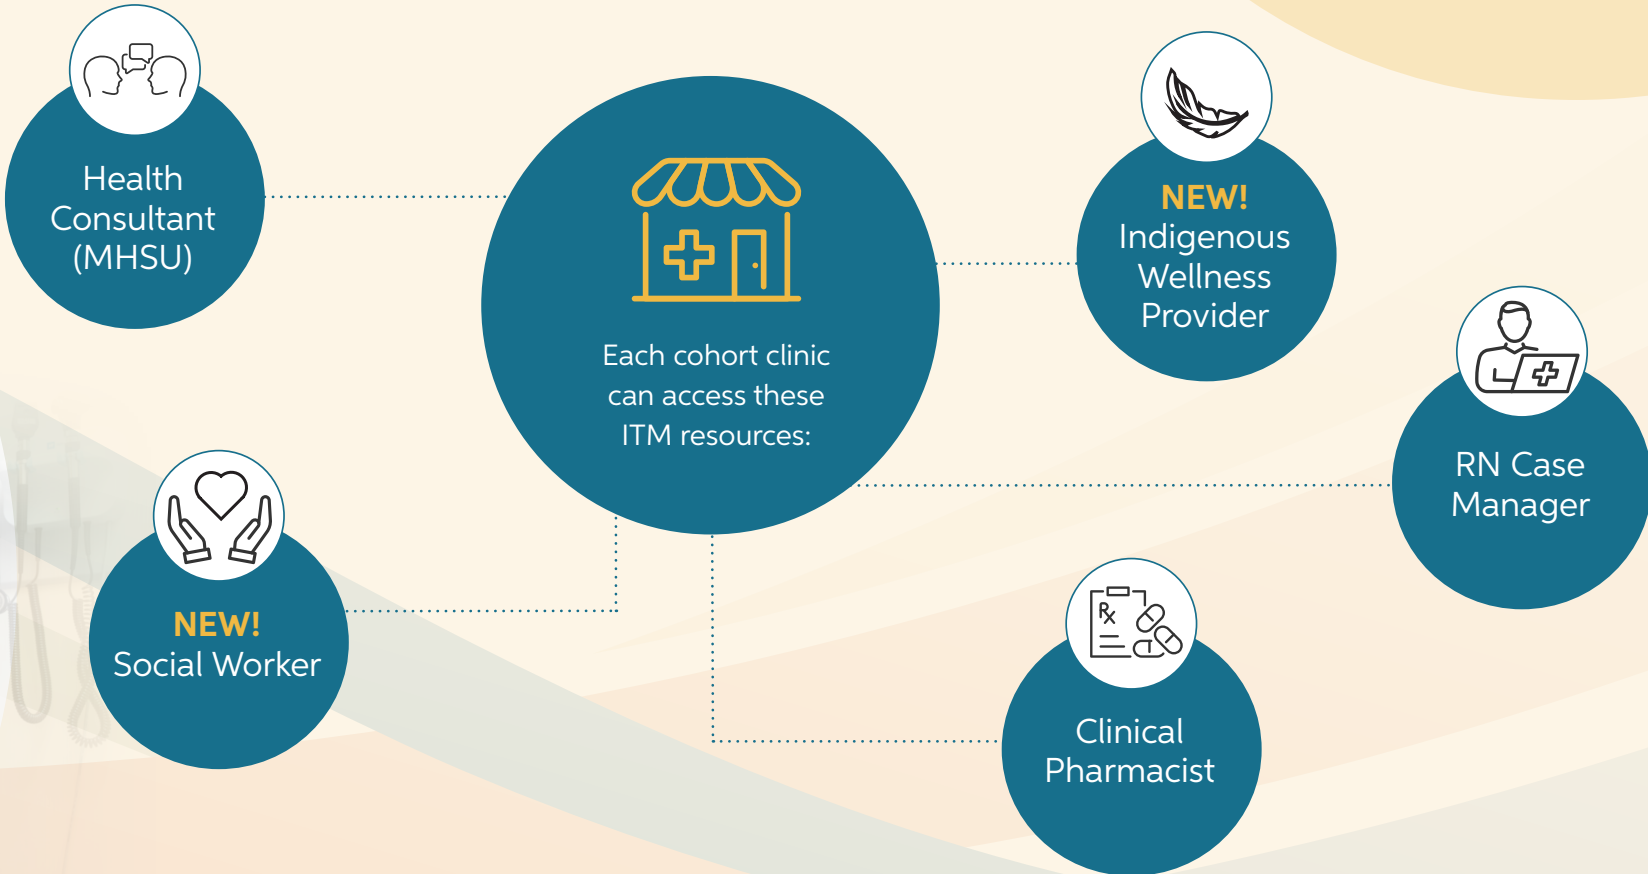 Health
Consultant
(MHSU)
Each cohort clinic
can access these
ITM resources:
NEW!
Indigenous
Wellness
Provider
RN Case
Manager
NEW!
Social Worker
Rx
Clinical
Pharmacist